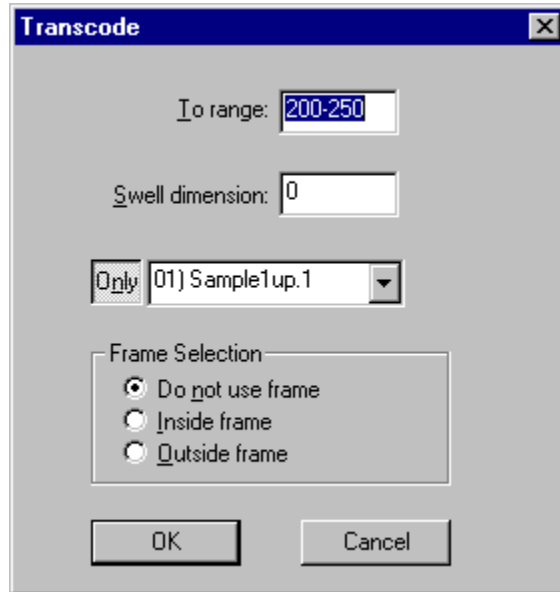 Transcode
To range: 200-250
Swell dimension: 0
Only 01) Sample1up.1
Frame Selection
Do not use frame
Inside frame
Outside frame
OK Cancel